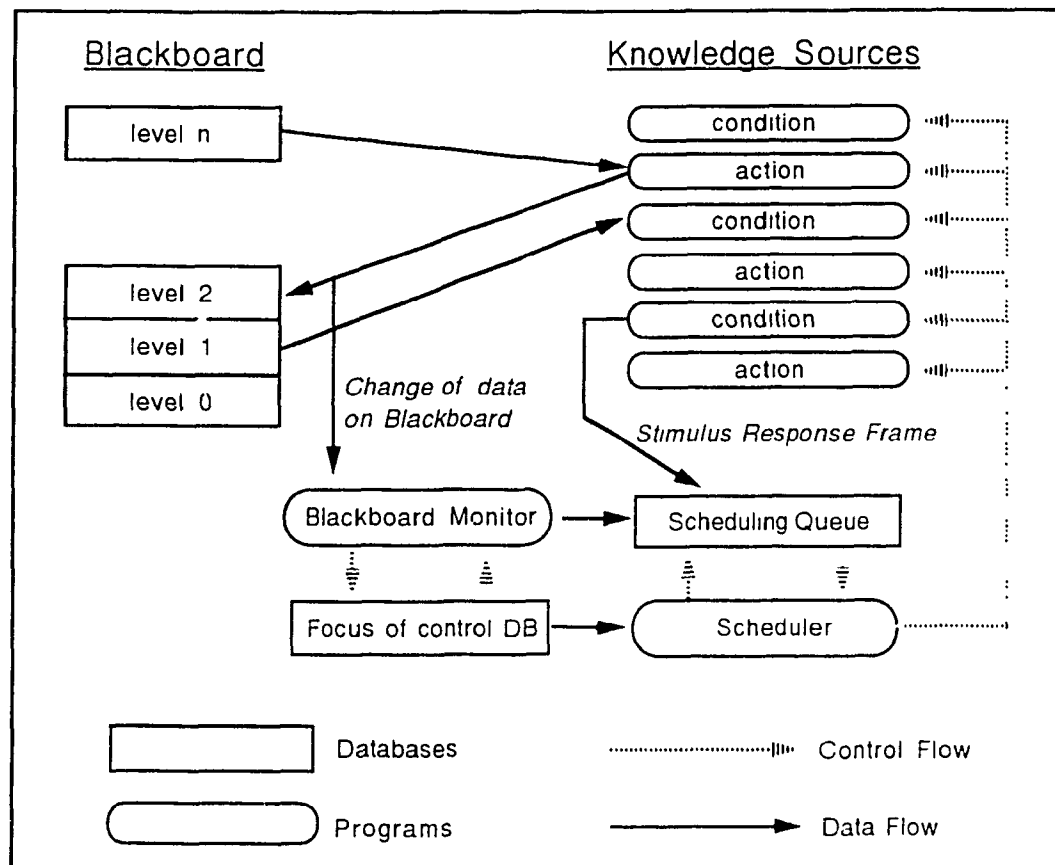 Blackboard
Knowledge Sources
level n
condition
action
condition
action
condition
action
level 2
level 1
level 0
Change of data
on Blackboard
Stimulus Response Frame
Blackboard Monitor
Scheduling Queue
Focus of control DB
Scheduler
Databases
Control Flow
Programs
Data Flow